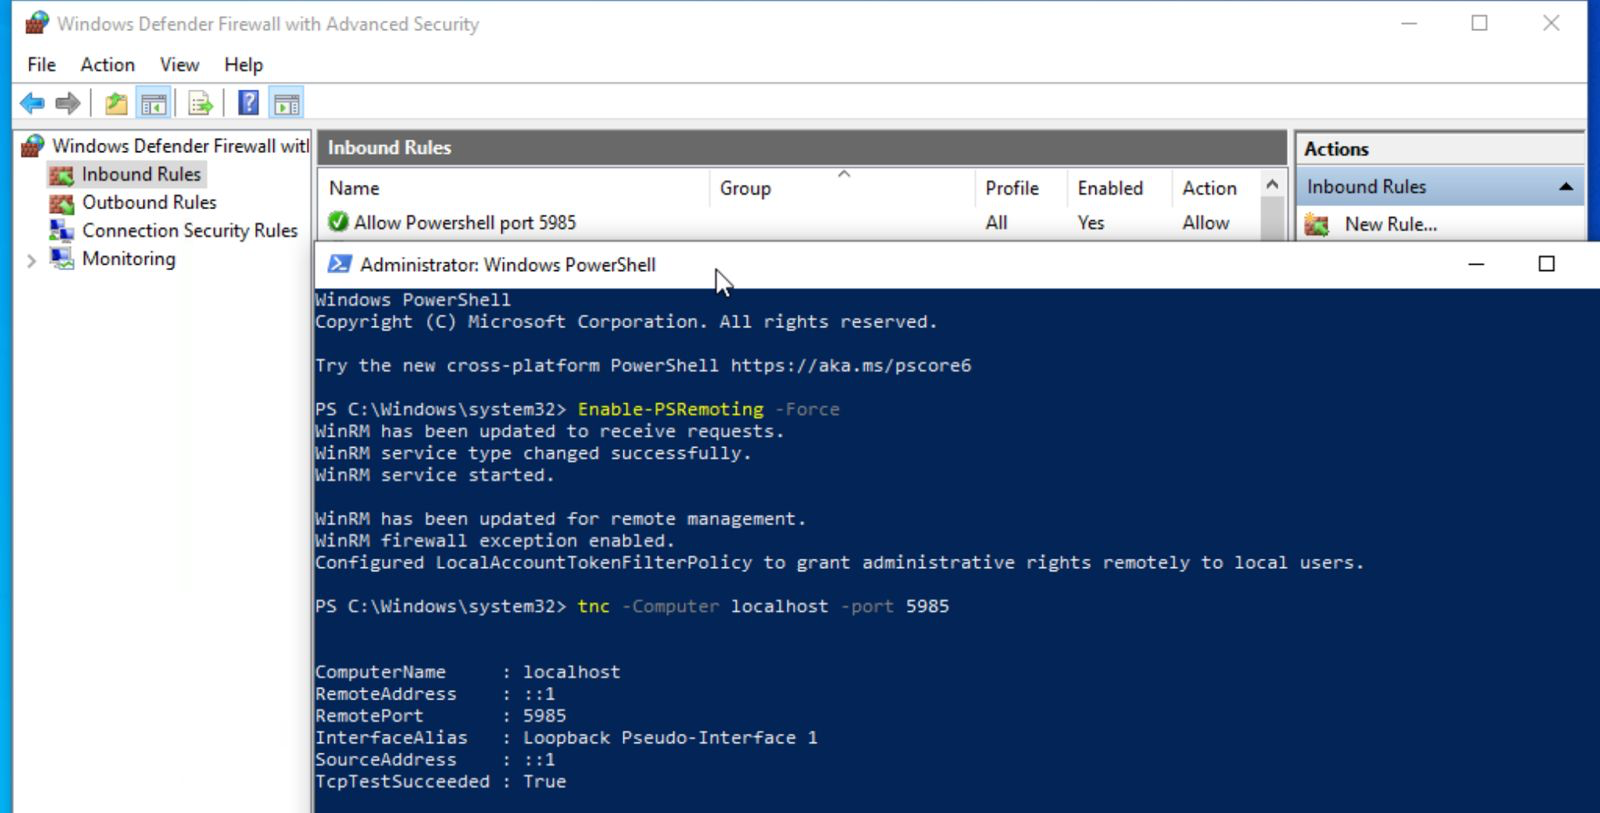 Windows Defender Firewall with Advanced Security
File Action View Help
Windows Defender Firewall with
Inbound Rules
Outbound Rules
Connection Security Rules
Monitoring
Inbound Rules
Name Group Profile Enabled Action
Allow Powershell port 5985 All Yes Allow
Actions
Inbound Rules
New Rule...
Administrator: Windows PowerShell
Windows PowerShell
Copyright (C) Microsoft Corporation. All rights reserved.
Try the new cross-platform PowerShell https://aka.ms/pscore6
PS C:\Windows\system32> Enable-PSRemoting -Force
WinRM has been updated to receive requests.
WinRM service type changed successfully.
WinRM service started.
WinRM has been updated for remote management.
WinRM firewall exception enabled.
Configured LocalAccountTokenFilterPolicy to grant administrative rights remotely to local users.
PS C:\Windows\system32> tnc -Computer localhost -port 5985
ComputerName : localhost
RemoteAddress : ::1
RemotePort : 5985
InterfaceAlias : Loopback Pseudo-Interface 1
SourceAddress : ::1
TcpTestSucceeded : True